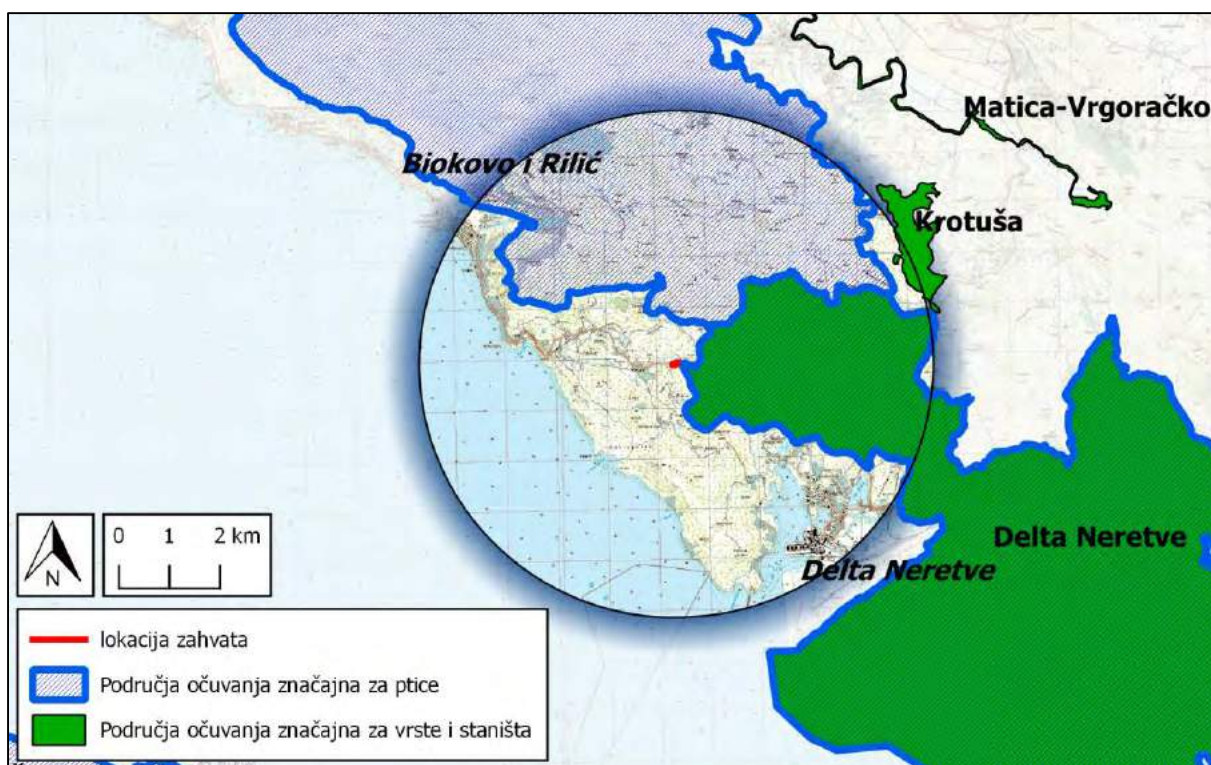 Matica-Vrgoračko
Biokovo i Rilić
Krotuša
Delta Neretve
Delta Neretve
N
0 1 2 km
lokacija zahvata
Područja očuvanja značajna za ptice
Područja očuvanja značajna za vrste i staništa